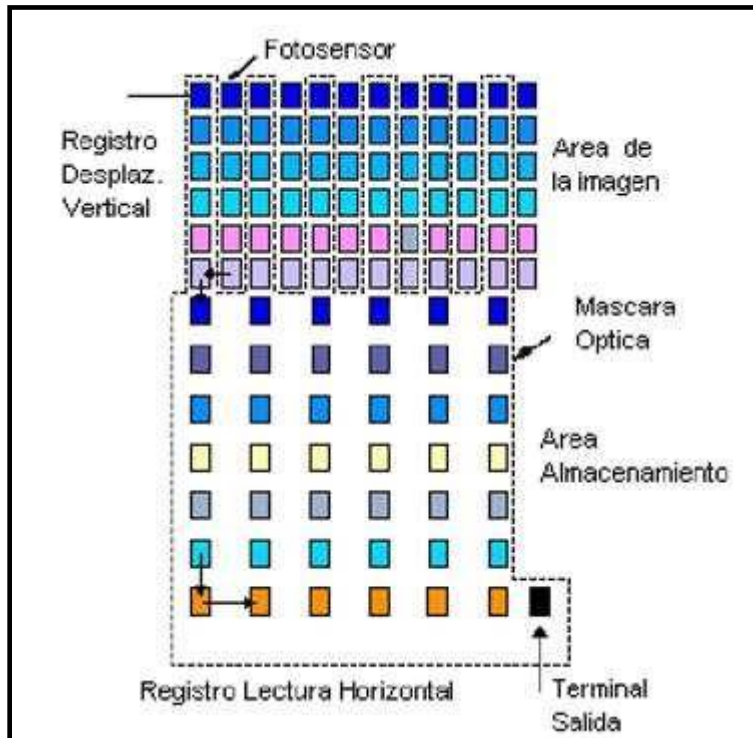 Fotosensor
Registro
Desplaz.
Vertical
Area de
la imagen
Mascara
Optica
Area
Almacenamiento
Registro Lectura Horizontal
Terminal
Salida